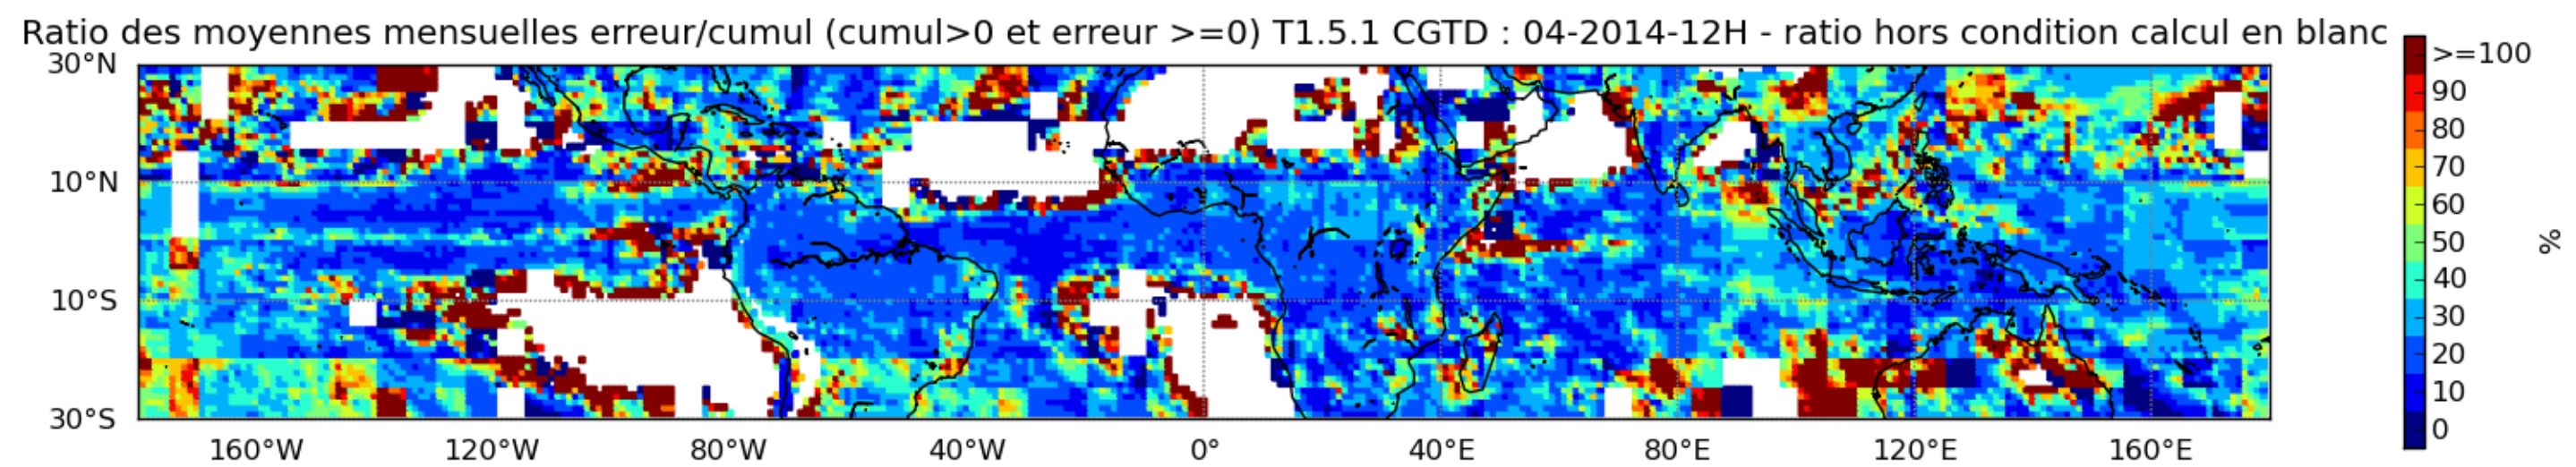 Ratio des moyennes mensuelles erreur/cumul (cumul>0 et erreur >=0) T1.5.1 CGTD : 04-2014-12H - ratio hors condition calcul en blanc
30°N
10°N
10°S
30°S
160°W 120°W 80°W 40°W 0° 40°E 80°E 120°E 160°E
>=100
90
80
70
60
50
40
30
20
10
0
%